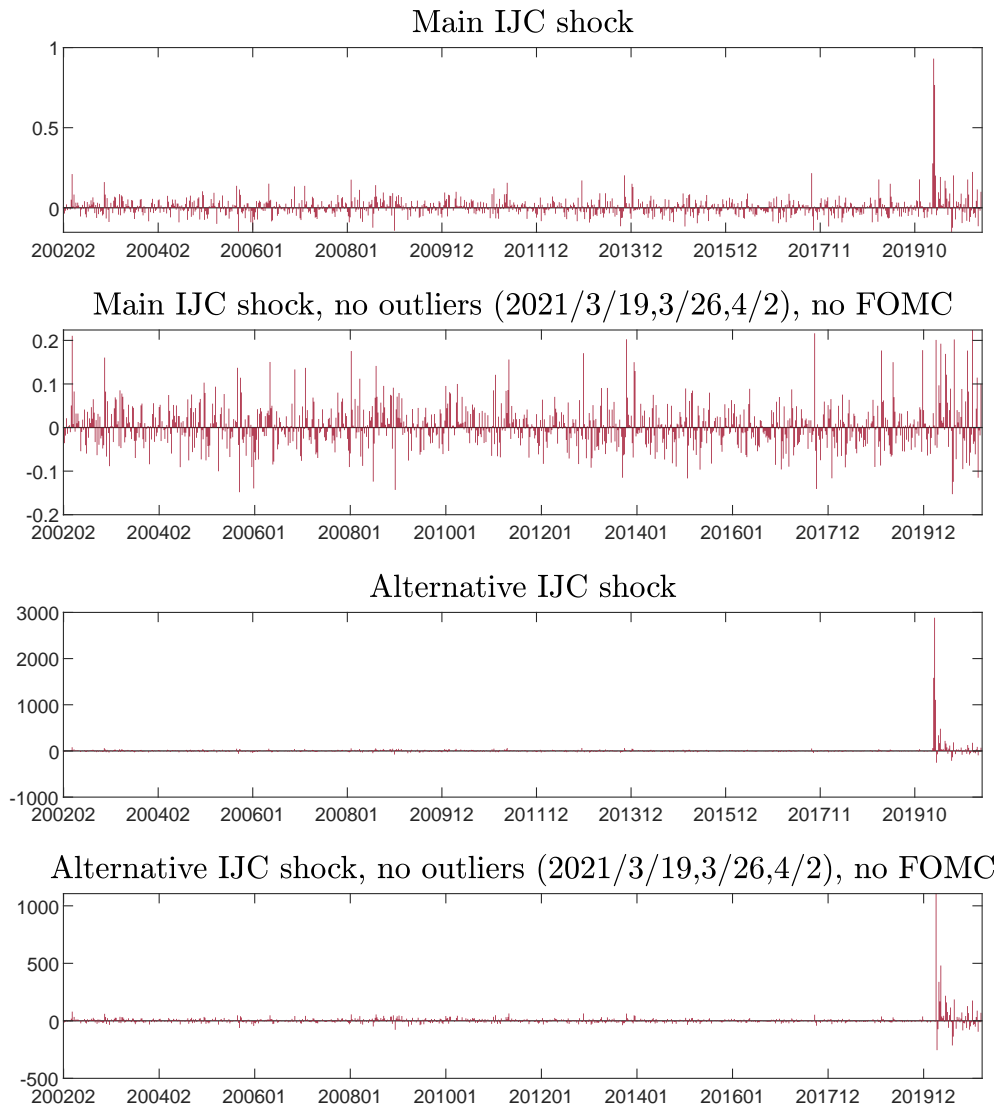 Main IJC shock
1
0.5
0
200202 200402 200601 200801 200912 201112 201312 201512 201711 201910
Main IJC shock, no outliers (2021/3/19,3/26,4/2), no FOMC
0.2
0.1
0
-0.1
-0.2
200202 200402 200601 200801 201001 201201 201401 201601 201712 201912
Alternative IJC shock
3000
2000
1000
0
-1000
200202 200402 200601 200801 200912 201112 201312 201512 201711 201910
Alternative IJC shock, no outliers (2021/3/19,3/26,4/2), no FOMC
1000
500
0
-500
200202 200402 200601 200801 201001 201201 201401 201601 201712 201912